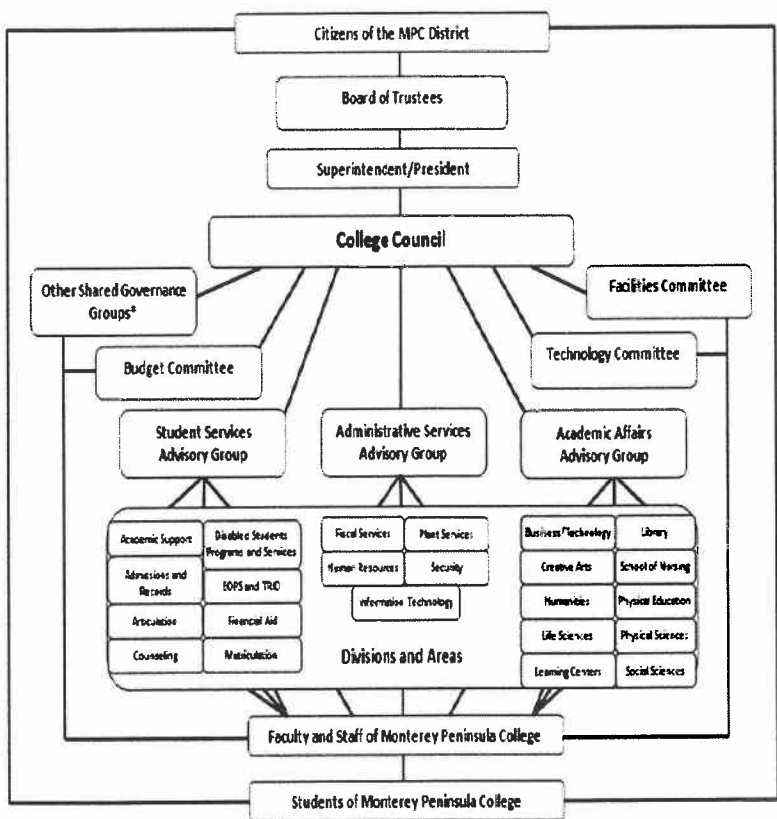 Citizens of the MPC District
Board of Trustees
Superintendent/President
College Council
Other Shared Governance
Groups*
Facilities Committee
Budget Committee
Technology Committee
Student Services
Advisory Group
Administrative Services
Advisory Group
Academic Affairs
Advisory Group
Academic Support
Disabled Students
Programs and Services
Admissions and
Records
EOPS and TRIO
Articulation
Financial Aid
Counseling
Matriculation
Fiscal Services
Plant Services
Human Resources
Security
Information Technology
Divisions and Areas
Business/Technology
Library
Creative Arts
School of Nursing
Humanities
Physical Education
Life Sciences
Physical Sciences
Learning Centers
Social Sciences
Faculty and Staff of Monterey Peninsula College
Students of Monterey Peninsula College